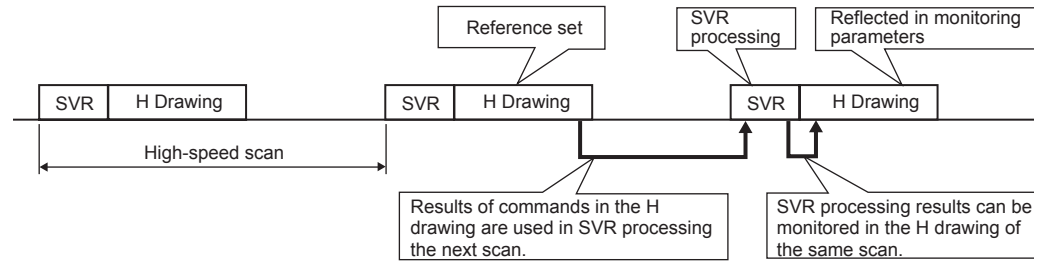 Reference set
SVR
processing
Reflected in monitoring
parameters
SVR
H Drawing
SVR
H Drawing
SVR
H Drawing
High-speed scan
Results of commands in the H
drawing are used in SVR processing
the next scan.
SVR processing results can be
monitored in the H drawing of
the same scan.